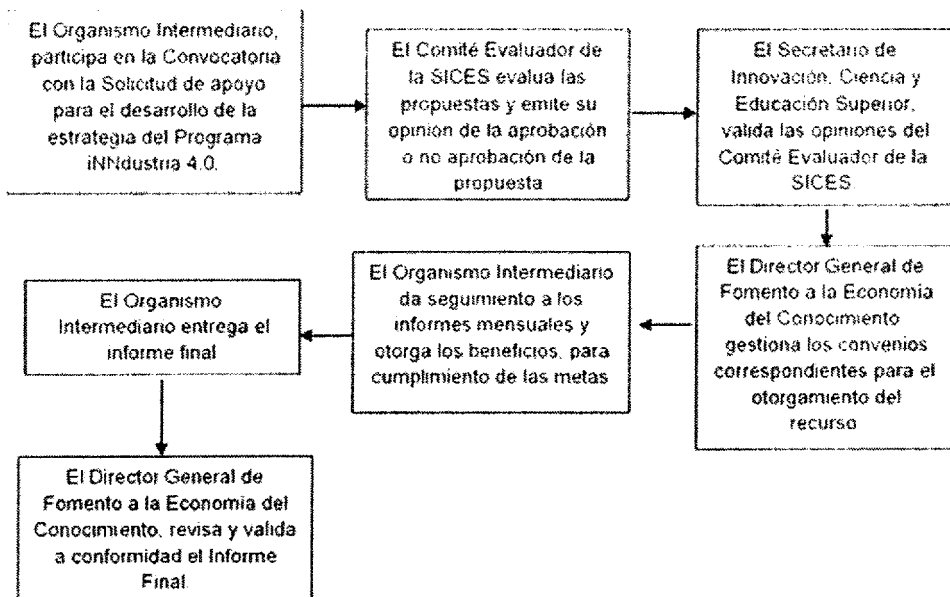 El Organismo Intermediario,
participa en la Convocatoria
con la Solicitud de apoyo
para el desarrollo de la
estrategia del Programa
iNNdustria 4.0.
El Comité Evaluador de
la SICES evalua las
propuestas y emite su
opinion de la aprobación
o no aprobación de la
propuesta
El Secretario de
Innovación, Ciencia y
Educación Superior,
valida las opiniones del
Comité Evaluador de la
SICES
El Director General de
Fomento a la Economía
del Conocimiento
gestiona los convenios
correspondientes para el
otorgamiento del
recurso
El Organismo Intermediario
da seguimiento a los
informes mensuales y
otorga los beneficios, para
cumplimiento de las metas
El Organismo
Intermediario entrega el
informe final
El Director General de
Fomento a la Economía del
Conocimiento, revisa y valida
a conformidad el Informe
Final